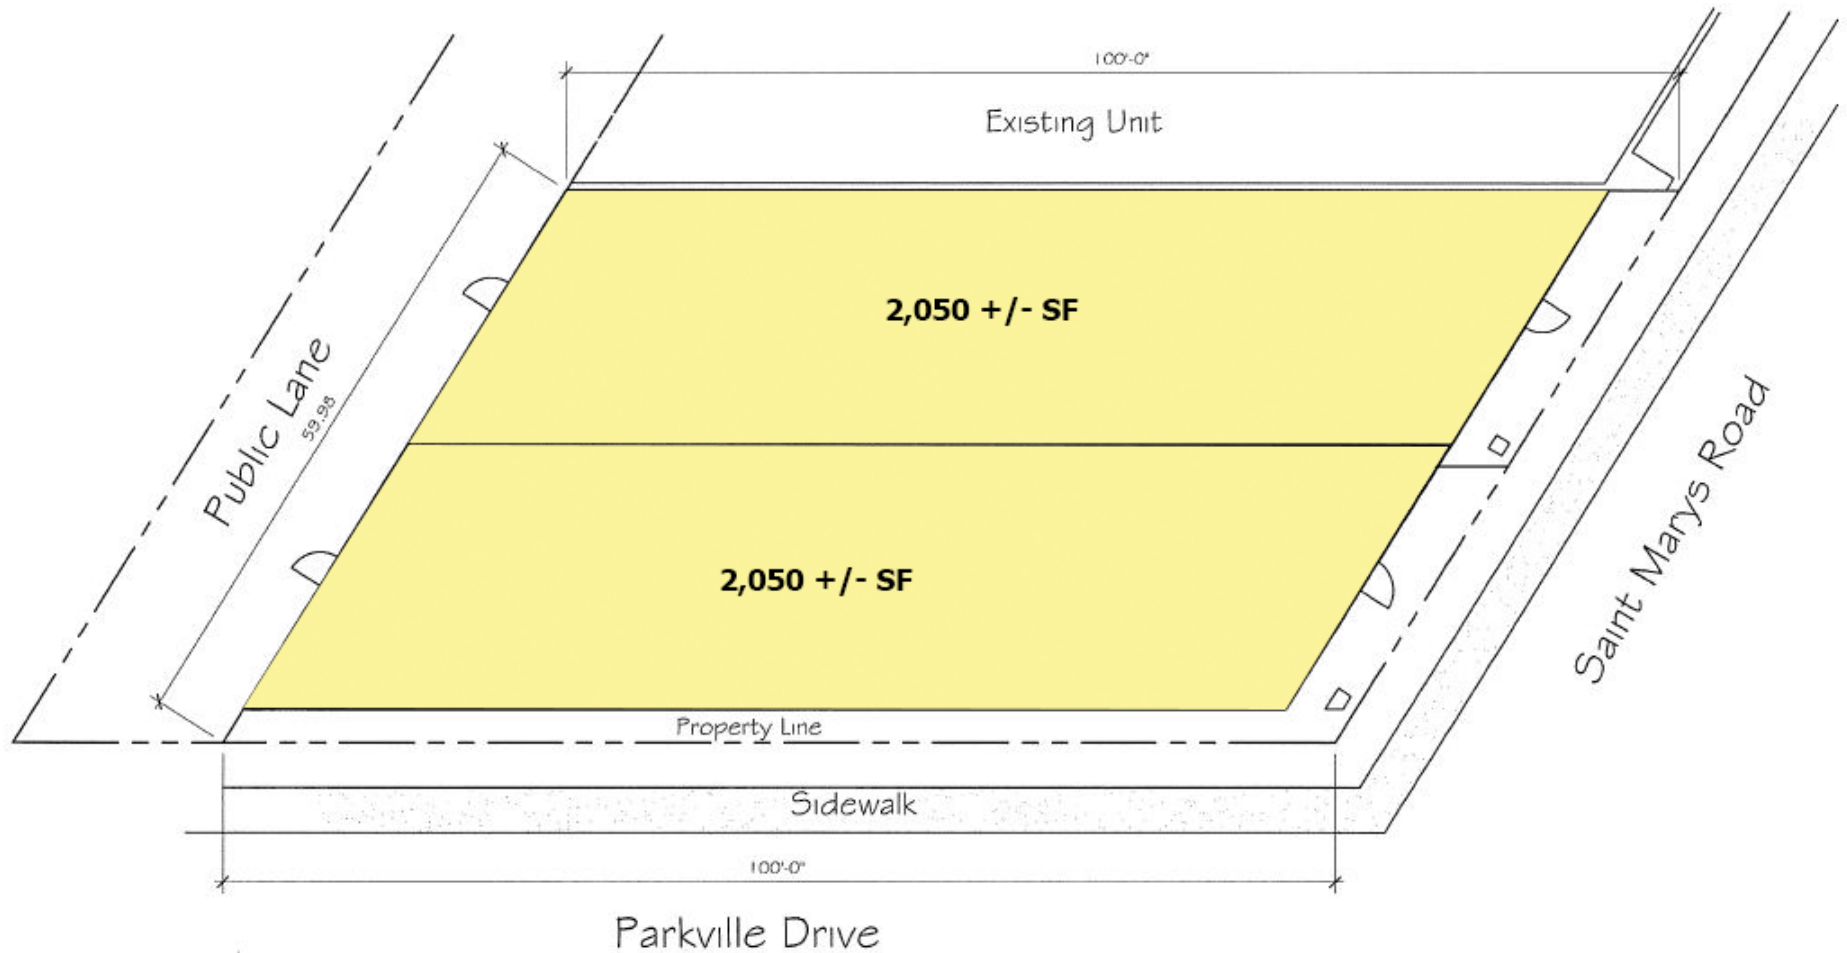 100'-0"
Existing Unit
2,050 +/- SF
Public Lane
59.98
2,050 +/- SF
Saint Marys Road
Property Line
Sidewalk
100'-0"
Parkville Drive